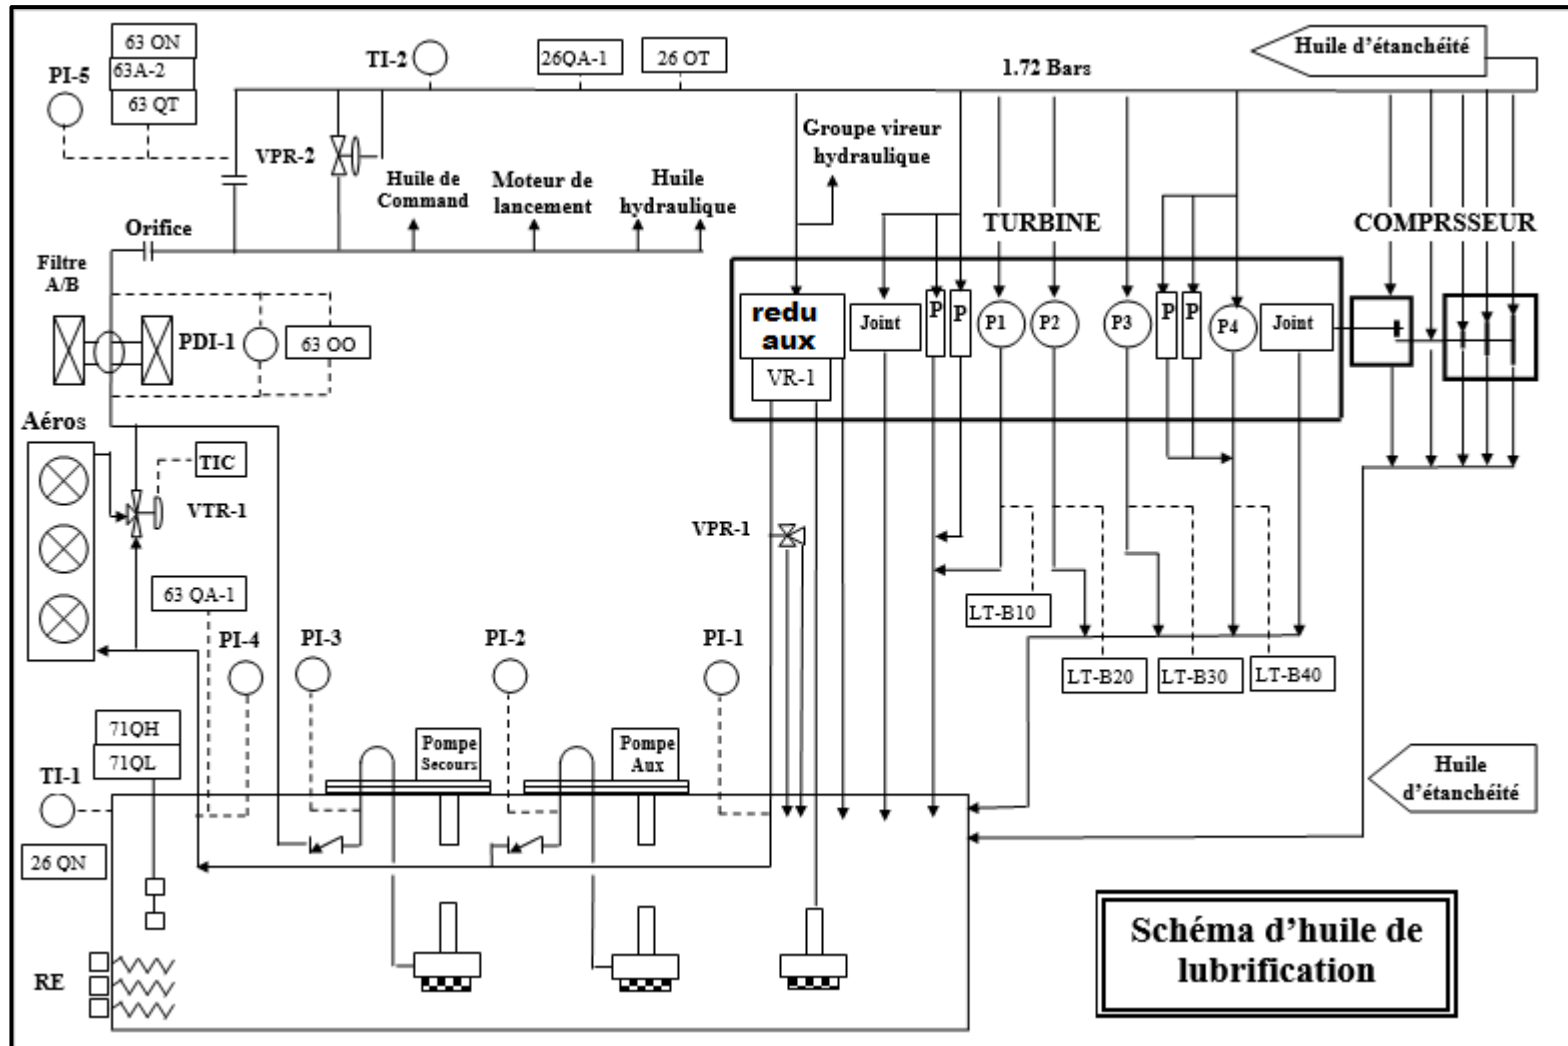 63 ON
63A-2
63 QT
PI-5
TI-2
26QA-1
26 OT
1.72 Bars
Huile d'étanchéité
VPR-2
Groupe vireur
hydraulique
Huile de
Command
Moteur de
lancement
Huile
hydraulique
TURBINE
COMPRSSEUR
Orifice
Filtre
A/B
PDI-1
63 OO
redu
aux
VR-1
Joint
P
P
P1
P2
P3
P
P
P4
Joint
Aéros
TIC
VTR-1
VPR-1
63 QA-1
LT-B10
PI-4
PI-3
PI-2
PI-1
LT-B20
LT-B30
LT-B40
71QH
71QL
Pompe
Secours
Pompe
Aux
TI-1
Huile
d'étanchéité
26 QN
RE
Schéma d'huile de
lubrification